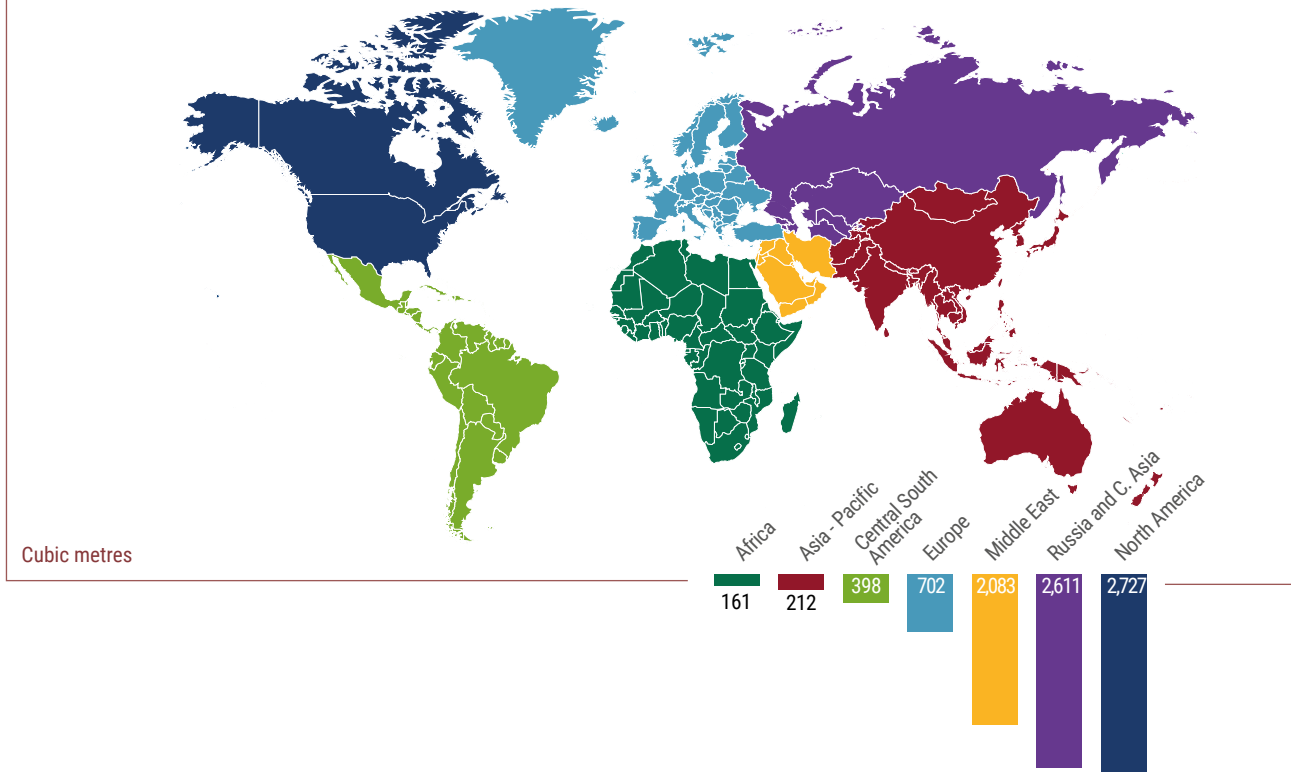 Cubic metres
Africa
Asia - Pacific
Central South
America
Europe
Middle East
Russia and C. Asia
North America
161
212
398
702
2,083
2,611
2,727